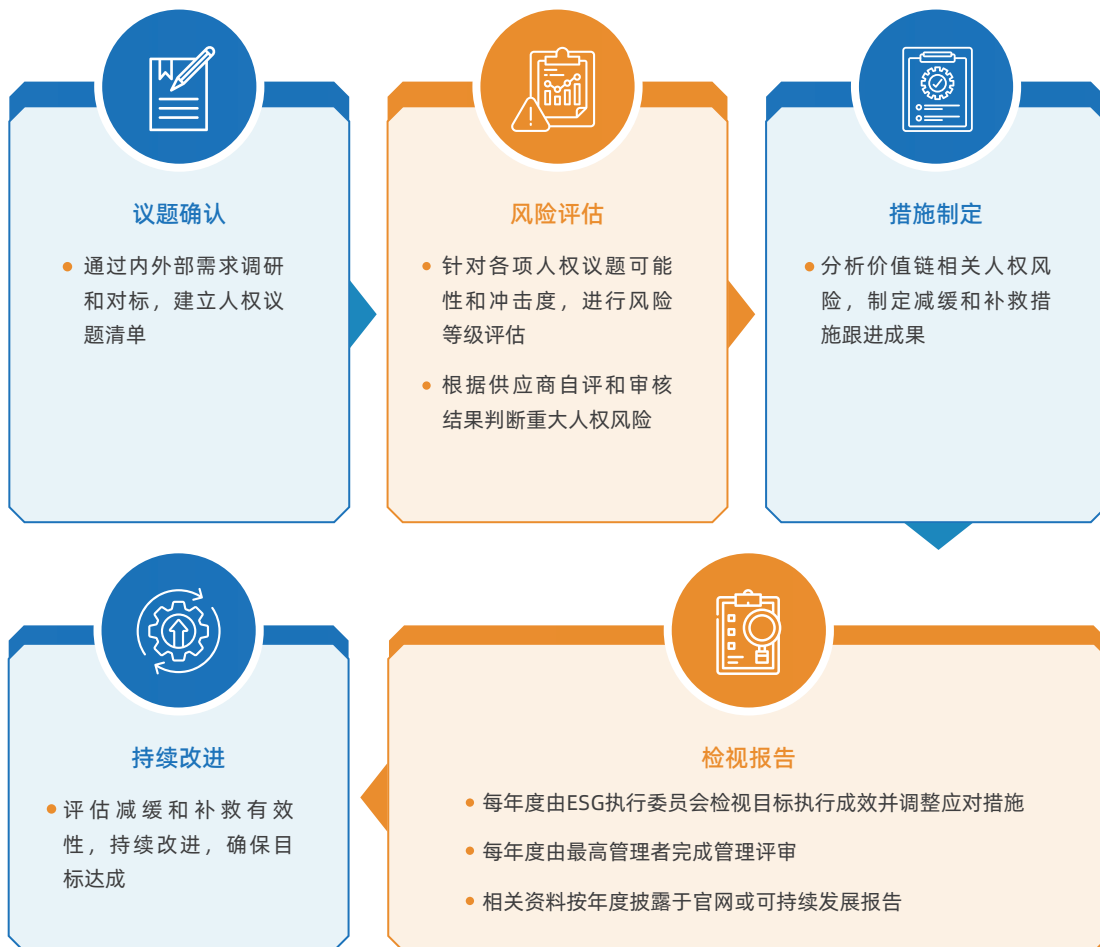 议题确认
通过内外部需求调研
和对标，建立人权议
题清单
风险评估
针对各项人权议题可能
性和冲击度，进行风险
等级评估
根据供应商自评和审核
结果判断重大人权风险
措施制定
分析价值链相关人权风
险，制定减缓和补救措
施跟进成果
检视报告
每年度由ESG执行委员会检视目标执行成效并调整应对措施
每年度由最高管理者完成管理评审
相关资料按年度披露于官网或可持续发展报告
持续改进
评估减缓和补救有效
性，持续改进，确保目
标达成